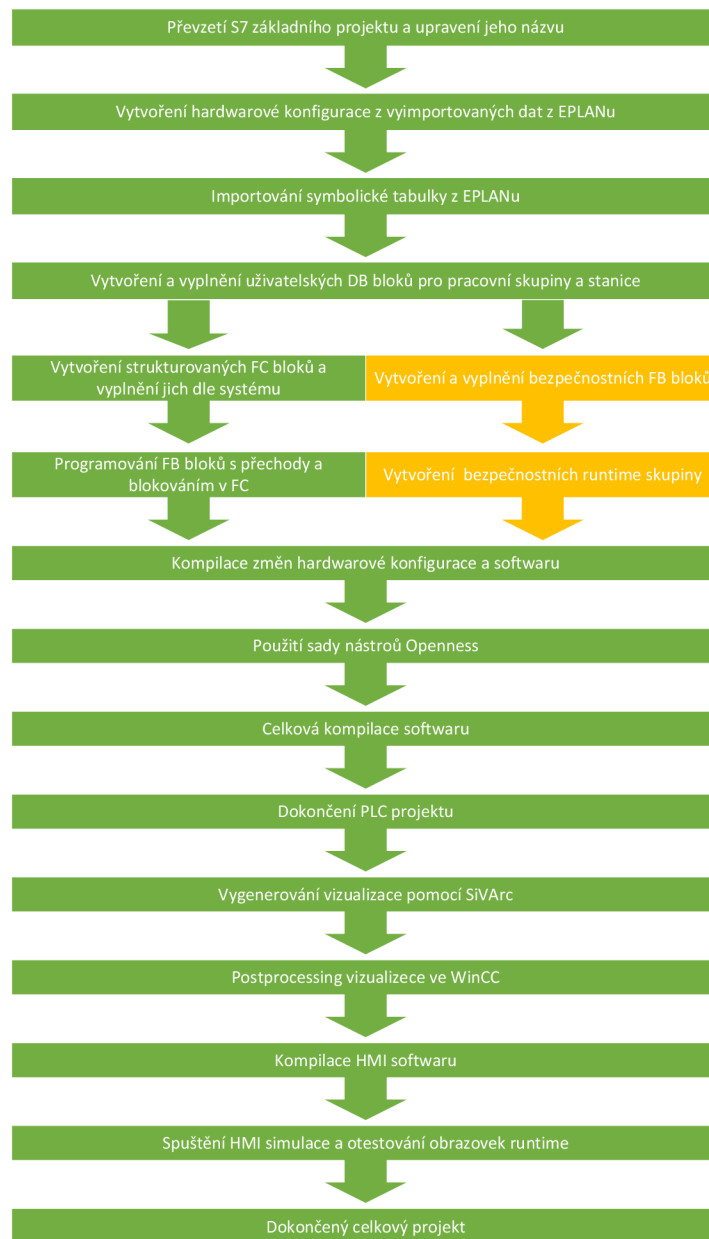 Převzetí S7 základního projektu a upravení jeho názvu
Vytvoření hardwarové konfigurace z vyimportovaných dat z EPLANu
Importování symbolické tabulky z EPLANu
Vytvoření a vyplnění uživatelských DB bloků pro pracovní skupiny a stanice
Vytvoření strukturovaných FC bloků a
vyplnění jich dle systému
Vytvoření a vyplnění bezpečnostních FB bloků
Programování FB bloků s přechody a
blokováním v FC
Vytvoření bezpečnostních runtime skupiny
Kompilace změn hardwarové konfigurace a softwaru
Použití sady nástroů Openness
Celková kompilace softwaru
Dokončení PLC projektu
Vygenerování vizualizace pomocí SiVArc
Postprocessing vizualizece ve WinCC
Kompilace HMI softwaru
Spuštění HMI simulace a otestování obrazovek runtime
Dokončený celkový projekt